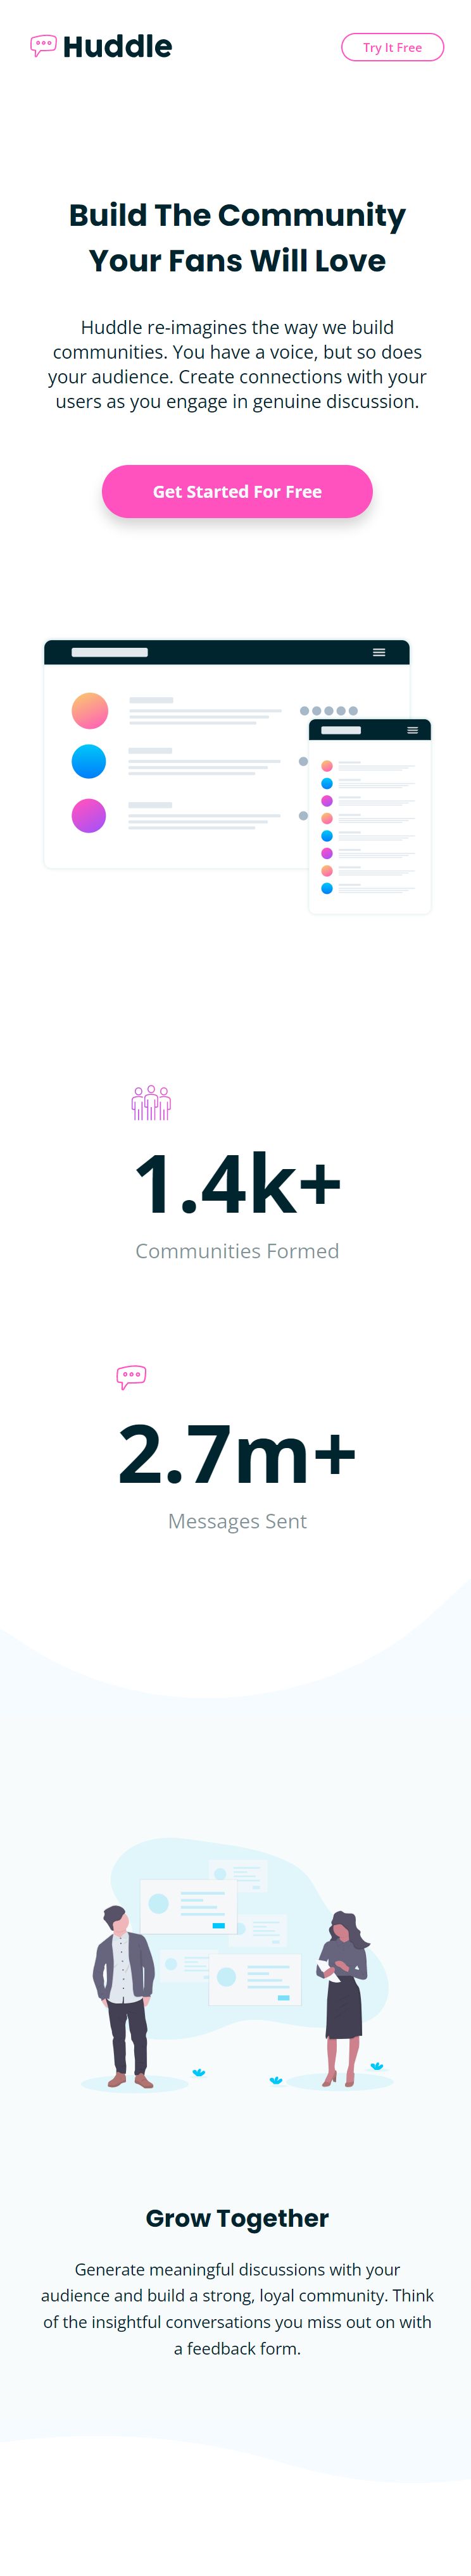 Huddle
Try It Free
Build The Community
Your Fans Will Love
Huddle re-imagines the way we build
communities. You have a voice, but so does
your audience. Create connections with your
users as you engage in genuine discussion.
Get Started For Free
1.4k+
Communities Formed
2.7m+
Messages Sent
Grow Together
Generate meaningful discussions with your
audience and build a strong, loyal community. Think
of the insightful conversations you miss out on with
a feedback form.